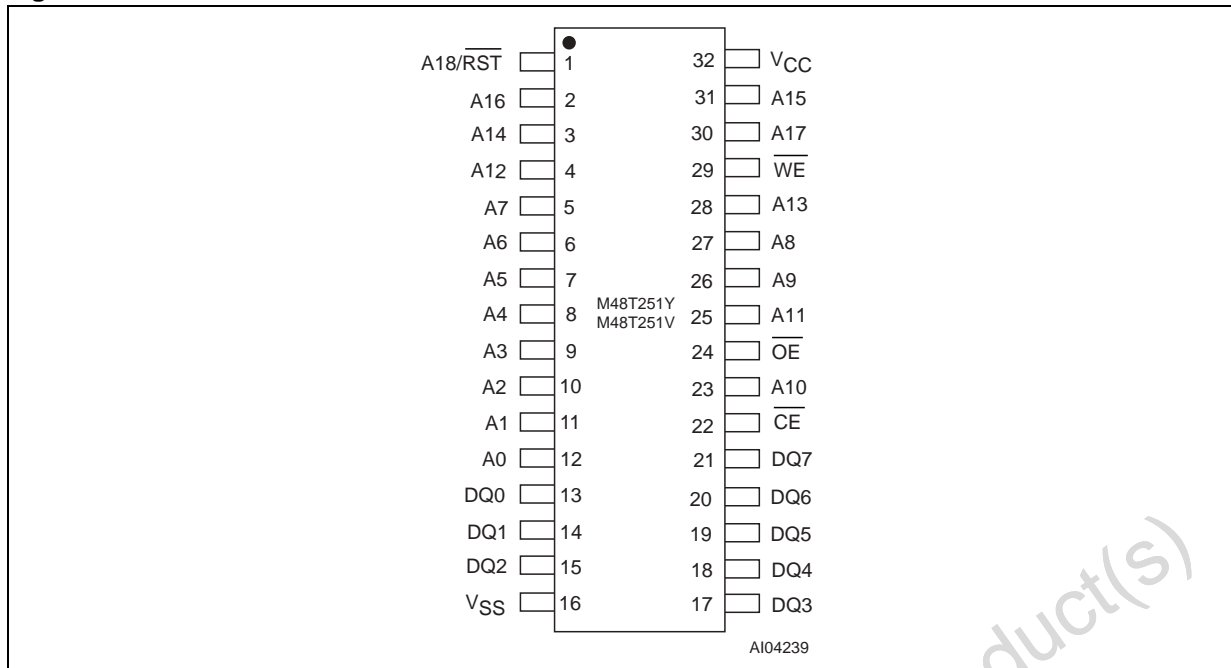 A18/RST 1 32 VCC
A16 2 31 A15
A14 3 30 A17
A12 4 29 WE
A7 5 28 A13
A6 6 27 A8
A5 7 26 A9
M48T251Y
A4 8 25 A11
M48T251V
A3 9 24 OE
A2 10 23 A10
A1 11 22 CE
A0 12 21 DQ7
DQ0 13 20 DQ6
DQ1 14 19 DQ5
DQ2 15 18 DQ4
VSS 16 17 DQ3
AI04239
duct(s)